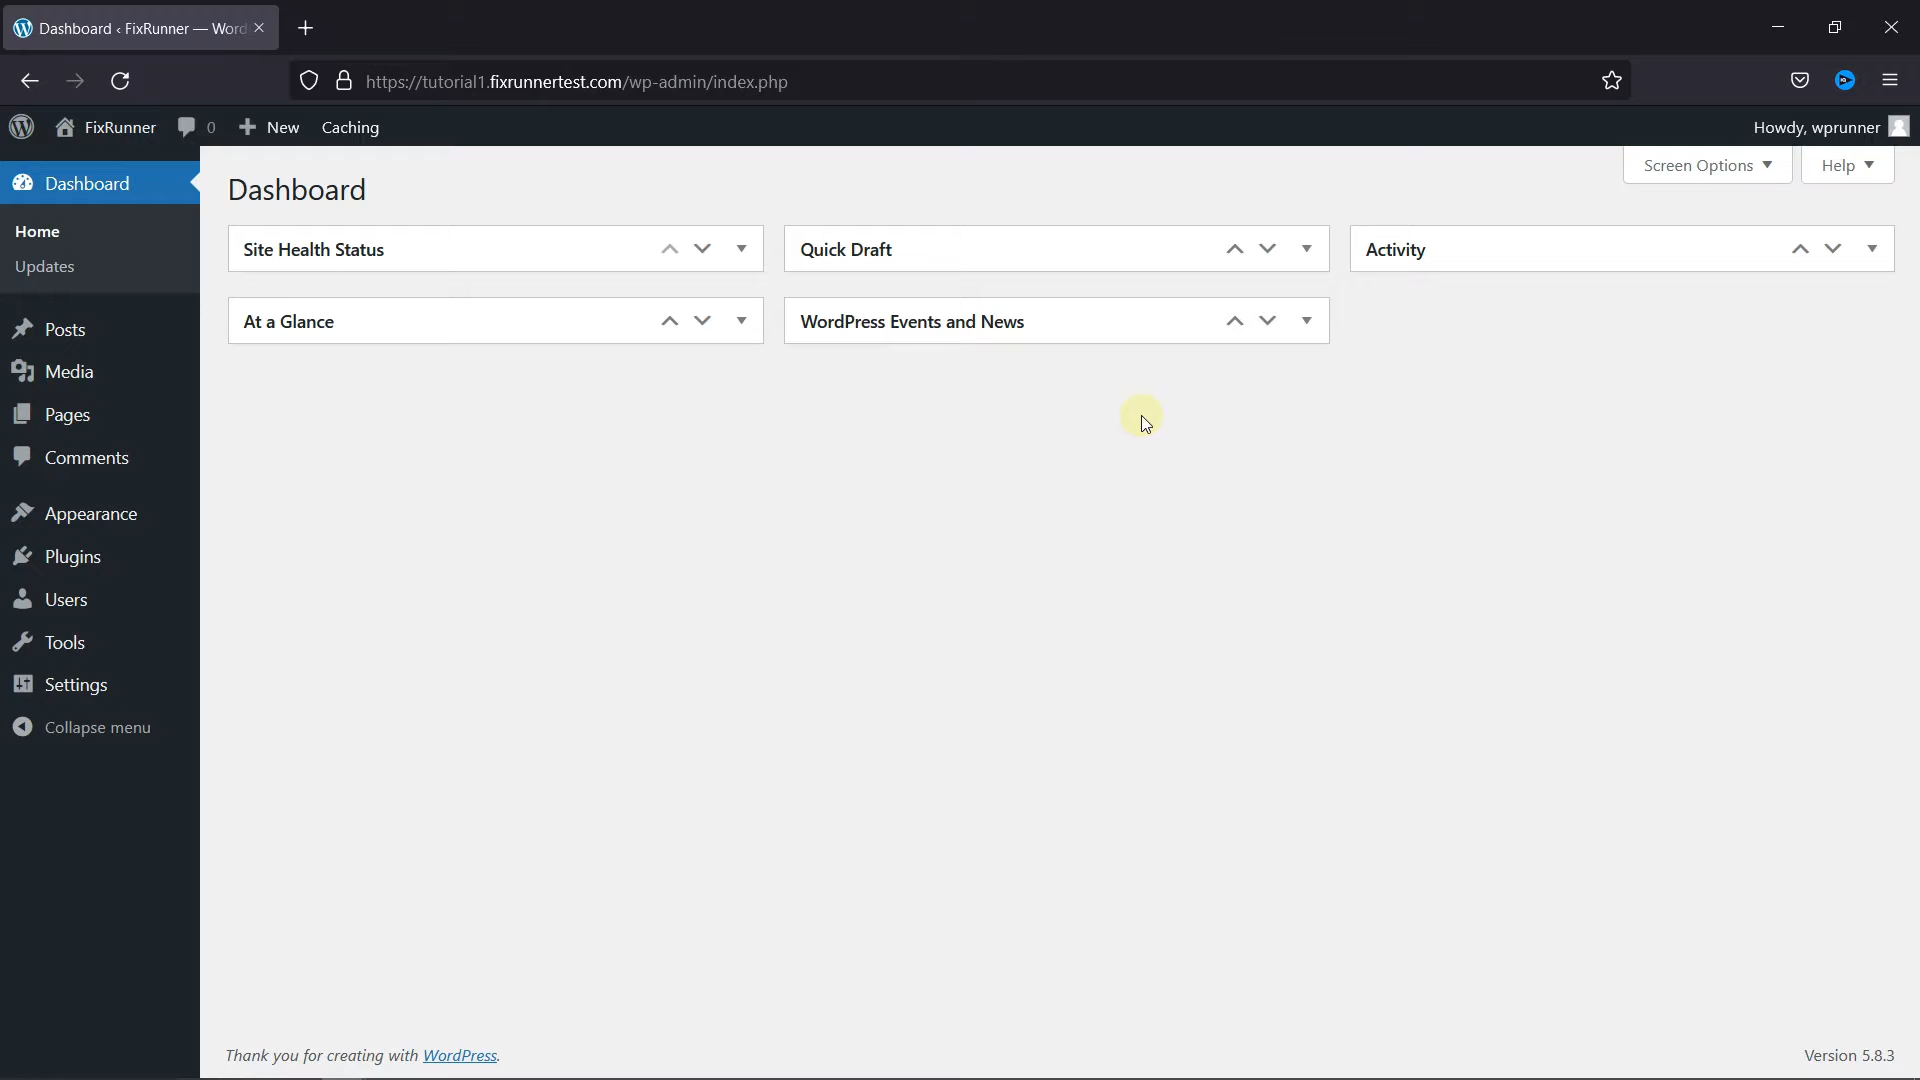 Dashboard ‹ FixRunner — Word
https://tutorial1.fixrunnertest.com/wp-admin/index.php
FixRunner 0 New Caching Howdy, wprunner
Dashboard
Home
Updates
Posts
Media
Pages
Comments
Appearance
Plugins
Users
Tools
Settings
Collapse menu
Screen Options Help
Dashboard
Site Health Status
Quick Draft
Activity
At a Glance
WordPress Events and News
Thank you for creating with WordPress.
Version 5.8.3